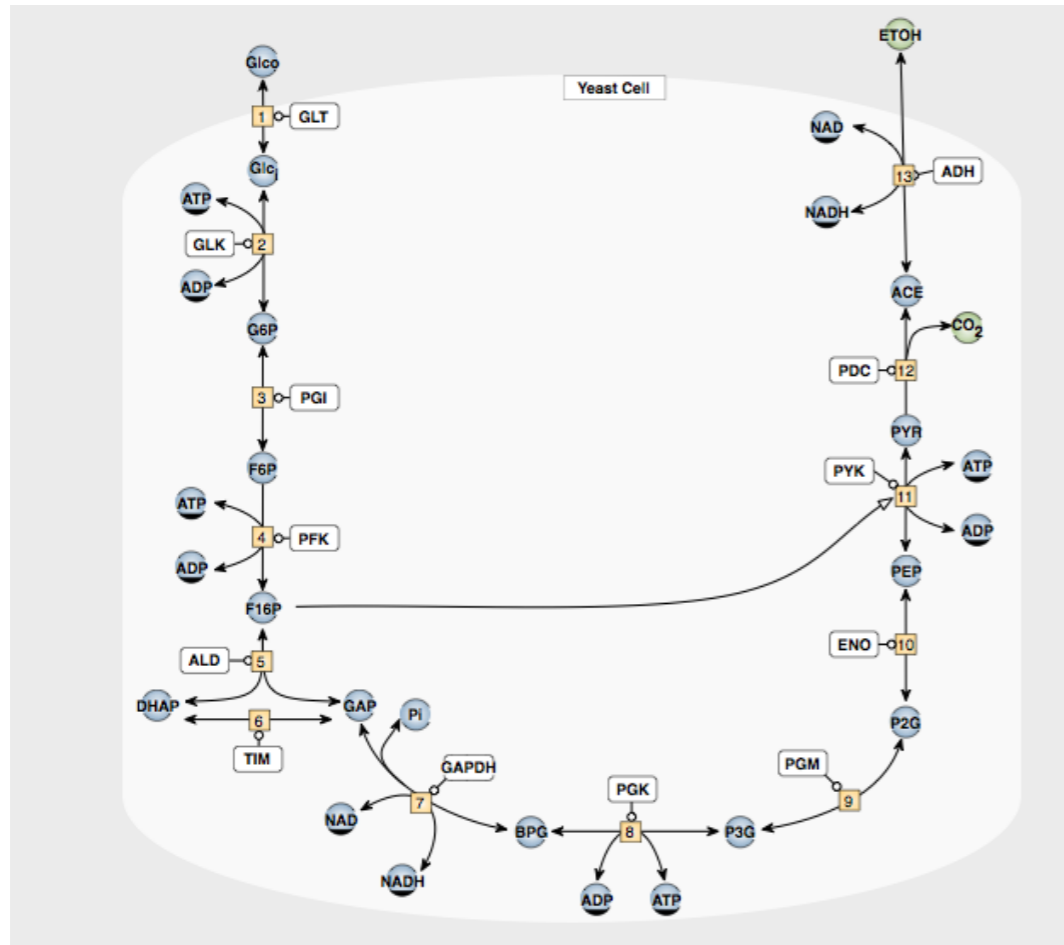 Glco
1
GLT
Glci
ATP
GLK
2
ADP
G6P
3
PGI
F6P
ATP
4
PFK
ADP
F16P
ALD
5
DHAP
GAP
6
TIM
Pi
GAPDH
7
NAD
NADH
BPG
PGK
8
ADP
ATP
P3G
PGM
9
P2G
ENO
10
PEP
PYK
11
ATP
ADP
PYR
PDC
12
CO2
ACE
NAD
13
ADH
NADH
ETOH
Yeast Cell